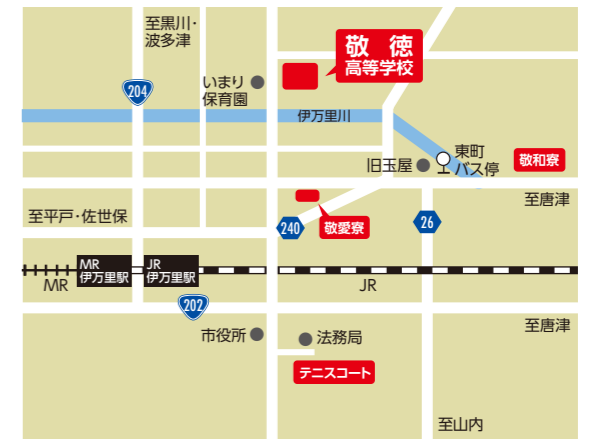 至黒川・
波多津
敬 徳
高等学校
204
いまり
保育園
伊万里川
東町
バス停
敬和寮
旧玉屋
至唐津
至平戸・佐世保
240
敬愛寮
26
MR
伊万里駅
JR
伊万里駅
MR
JR
202
市役所
法務局
至唐津
テニスコート
至山内